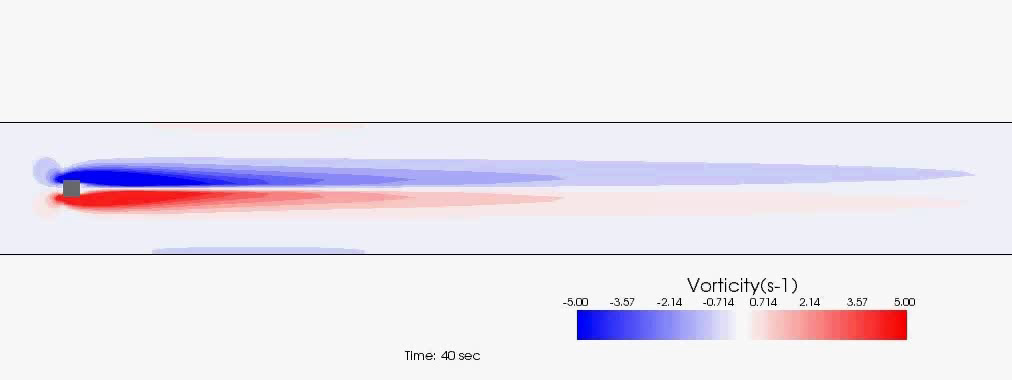 Vorticity(s-1)
-5.00 -3.57 -2.14 -0.714 0.714 2.14 3.57 5.00
Time: 40 sec